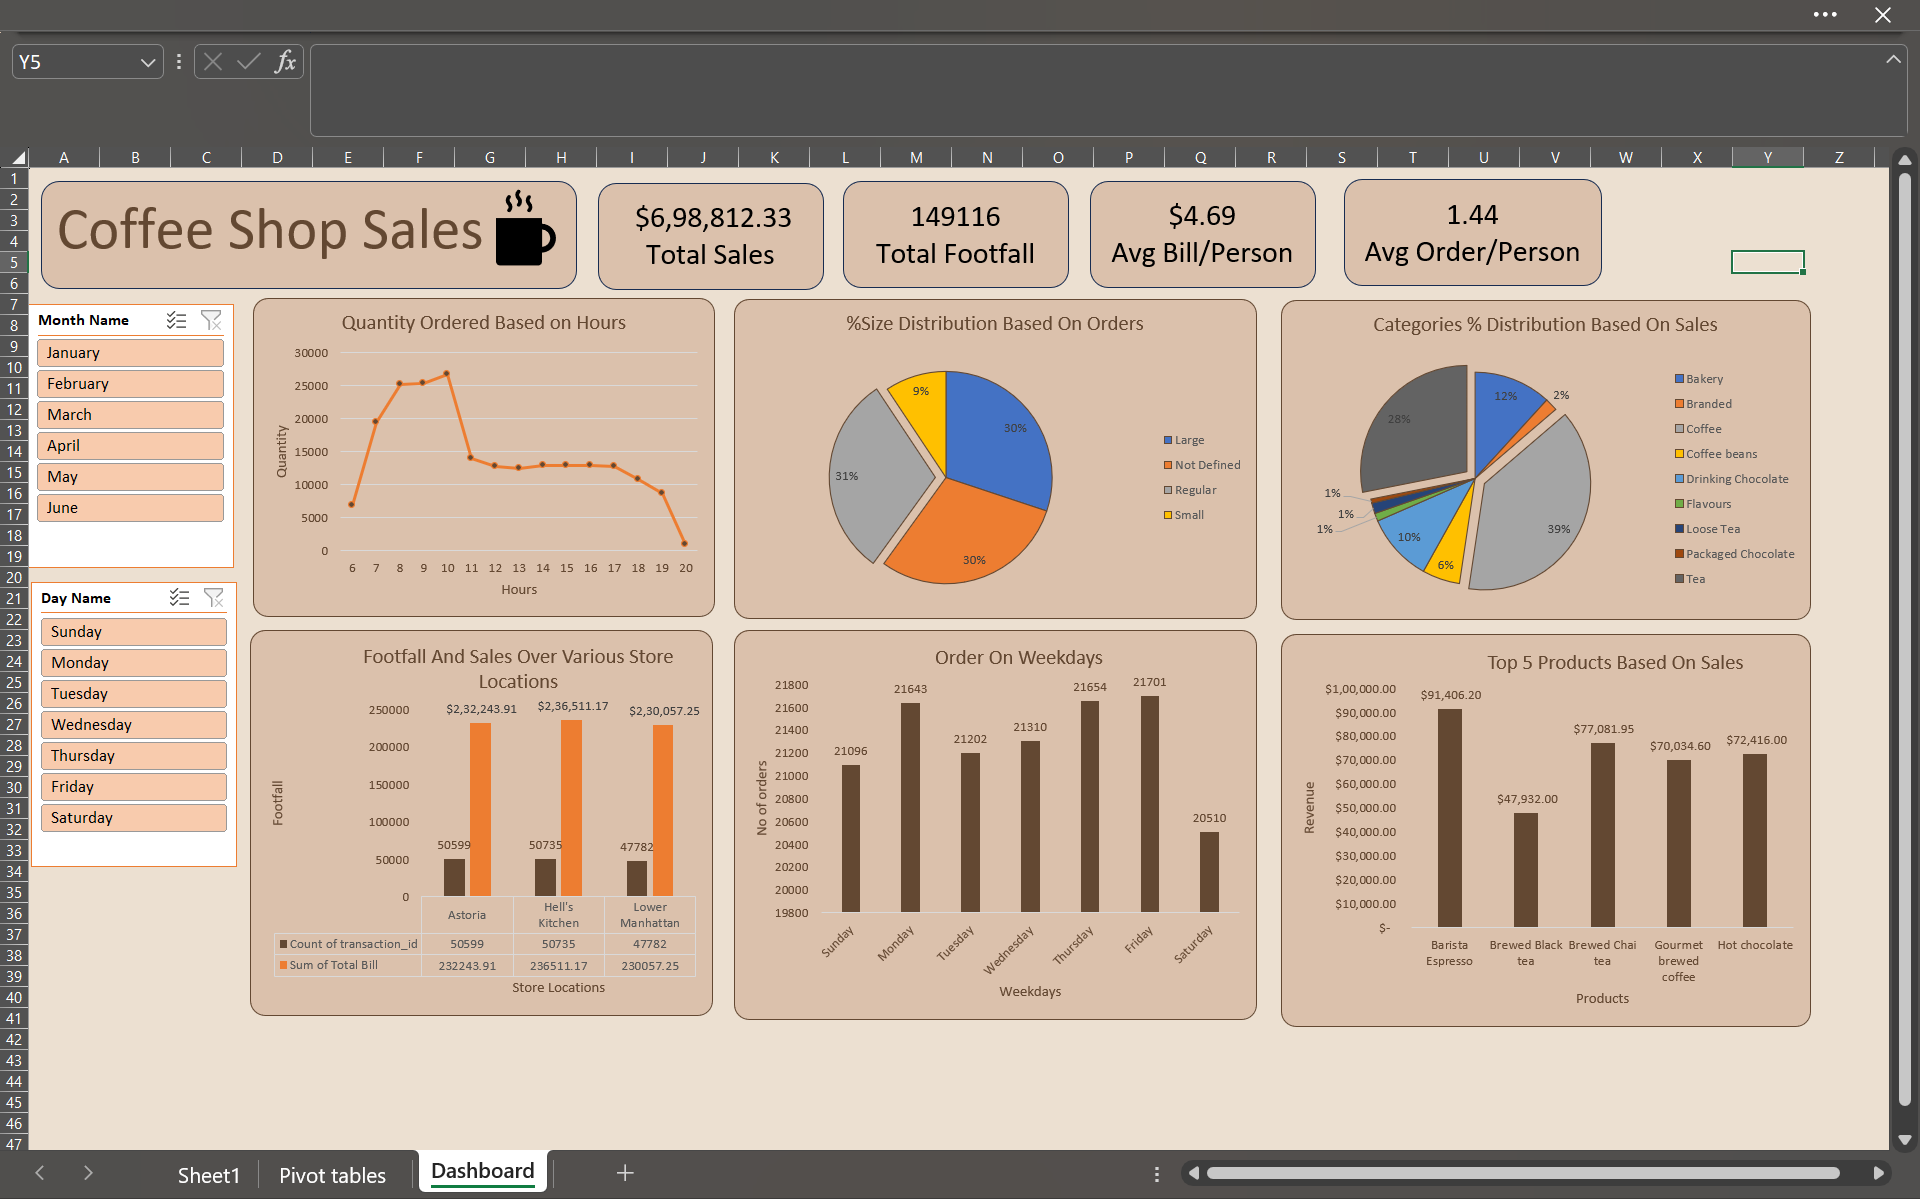 Y5
fx
A B C D E F G H I J K L M N O P Q R S T U V W X Y Z
1
2
3
4
5
6
7
8
9
10
11
12
13
14
15
16
17
18
19
20
21
22
23
24
25
26
27
28
29
30
31
32
33
34
35
36
37
38
39
40
41
42
43
44
45
46
47
Coffee Shop Sales
$6,98,812.33
Total Sales
149116
Total Footfall
$4.69
Avg Bill/Person
1.44
Avg Order/Person
Month Name
January
February
March
April
May
June
Day Name
Sunday
Monday
Tuesday
Wednesday
Thursday
Friday
Saturday
Quantity Ordered Based on Hours
Quantity
30000
25000
20000
15000
10000
5000
0
6 7 8 9 10 11 12 13 14 15 16 17 18 19 20
Hours
%Size Distribution Based On Orders
9%
30%
31%
30%
Large
Not Defined
Regular
Small
Categories % Distribution Based On Sales
12%
2%
28%
1%
1%
1%
10%
6%
39%
Bakery
Branded
Coffee
Coffee beans
Drinking Chocolate
Flavours
Loose Tea
Packaged Chocolate
Tea
Footfall And Sales Over Various Store
Locations
Footfall
250000
200000
150000
100000
50000
0
$2,32,243.91 $2,36,511.17 $2,30,057.25
50599 50735 47782
Astoria
Hell's
Kitchen
Lower
Manhattan
Count of transaction_id 50599 50735 47782
Sum of Total Bill 232243.91 236511.17 230057.25
Store Locations
Order On Weekdays
No of orders
21800
21600
21400
21200
21000
20800
20600
20400
20200
20000
19800
21096
21643
21202
21310
21654
21701
20510
Sunday
Monday
Tuesday
Wednesday
Thursday
Friday
Saturday
Weekdays
Top 5 Products Based On Sales
Revenue
$1,00,000.00
$90,000.00
$80,000.00
$70,000.00
$60,000.00
$50,000.00
$40,000.00
$30,000.00
$20,000.00
$10,000.00
$-
$91,406.20
$47,932.00
$77,081.95
$70,034.60
$72,416.00
Barista
Espresso
Brewed Black
tea
Brewed Chai
tea
Gourmet
brewed
coffee
Hot chocolate
Products
Sheet1
Pivot tables
Dashboard